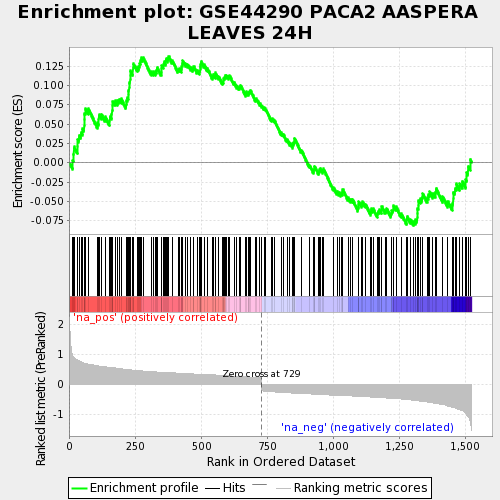 Enrichment plot: GSE44290 PACA2 AASPERA
LEAVES 24H
Enrichment score (ES)
0.125
0.100
0.075
0.050
0.025
0.000
-0.025
-0.050
-0.075
'na_pos' (positively correlated)
Ranked list metric (PreRanked)
2
1
0
-1
Zero cross at 729
'na_neg' (negatively correlated)
0
250
500
750
1,000
1,250
1,500
Rank in Ordered Dataset
Enrichment profile
Hits
Ranking metric scores